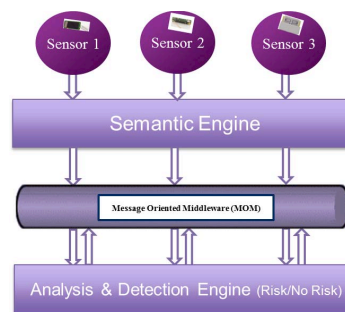 Sensor 1
Sensor 2
Sensor 3
Semantic Engine
Message Oriented Middleware (MOM)
Analysis & Detection Engine (Risk/No Risk)